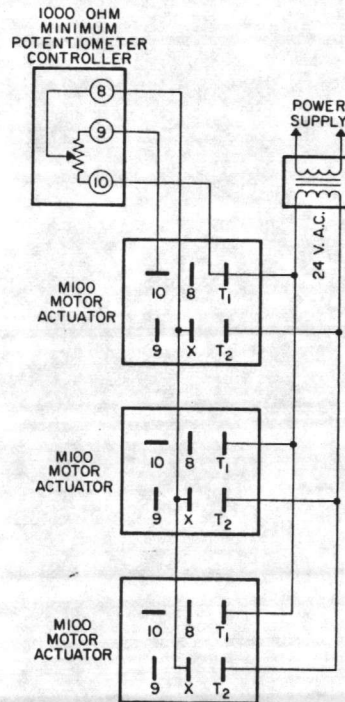 1000 OHM
MINIMUM
POTENTIOMETER
CONTROLLER
8
9
10
POWER
SUPPLY
24 V. A.C.
M100
MOTOR
ACTUATOR
10 8 T1
9 X T2
M100
MOTOR
ACTUATOR
10 8 T1
9 X T2
M100
MOTOR
ACTUATOR
10 8 T1
9 X T2